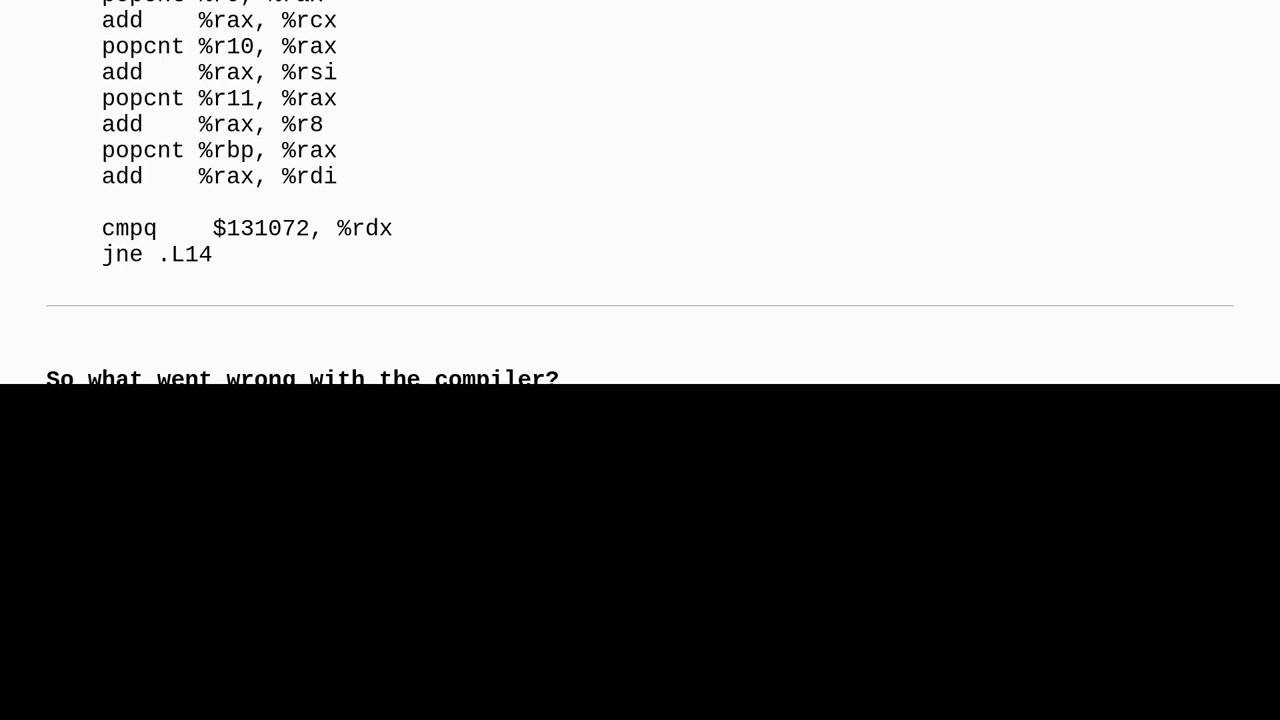 add    %rax, %rcx
popcnt %r10, %rax
add    %rax, %rsi
popcnt %r11, %rax
add    %rax, %r8
popcnt %rbp, %rax
add    %rax, %rdi
cmpq    $131072, %rdx
jne .L14
So what went wrong with the compiler?